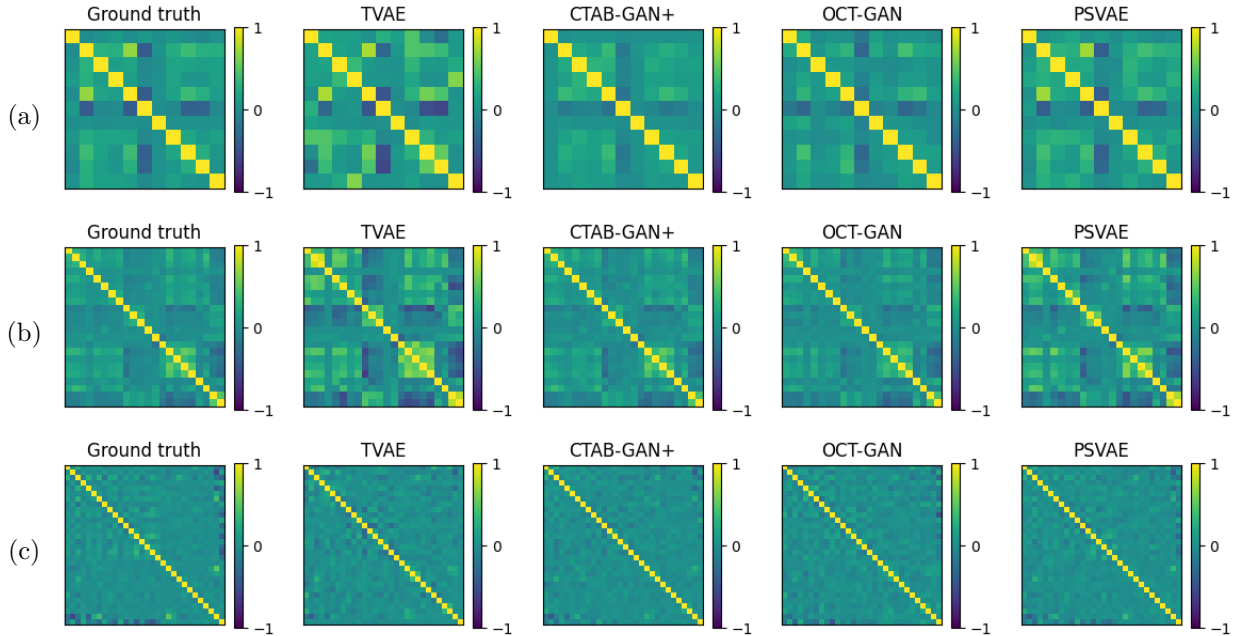 Ground truth TVAE CTAB-GAN+ OCT-GAN PSVAE
1 1 1 1 1
(a) 0 0 0 0 0
−1 −1 −1 −1 −1
Ground truth TVAE CTAB-GAN+ OCT-GAN PSVAE
1 1 1 1 1
(b) 0 0 0 0 0
−1 −1 −1 −1 −1
Ground truth TVAE CTAB-GAN+ OCT-GAN PSVAE
1 1 1 1 1
(c) 0 0 0 0 0
−1 −1 −1 −1 −1